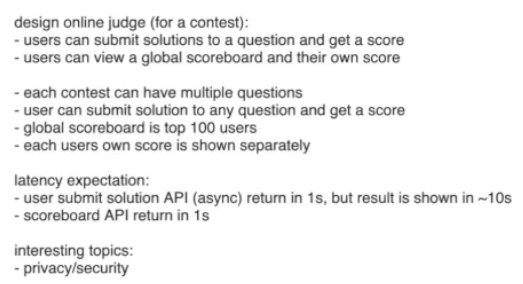 design online judge (for a contest):
- users can submit solutions to a question and get a score
- users can view a global scoreboard and their own score
- each contest can have multiple questions
- user can submit solution to any question and get a score
- global scoreboard is top 100 users
- each users own score is shown separately
latency expectation:
- user submit solution API (async) return in 1s, but result is shown in ~10s
- scoreboard API return in 1s
interesting topics:
- privacy/security